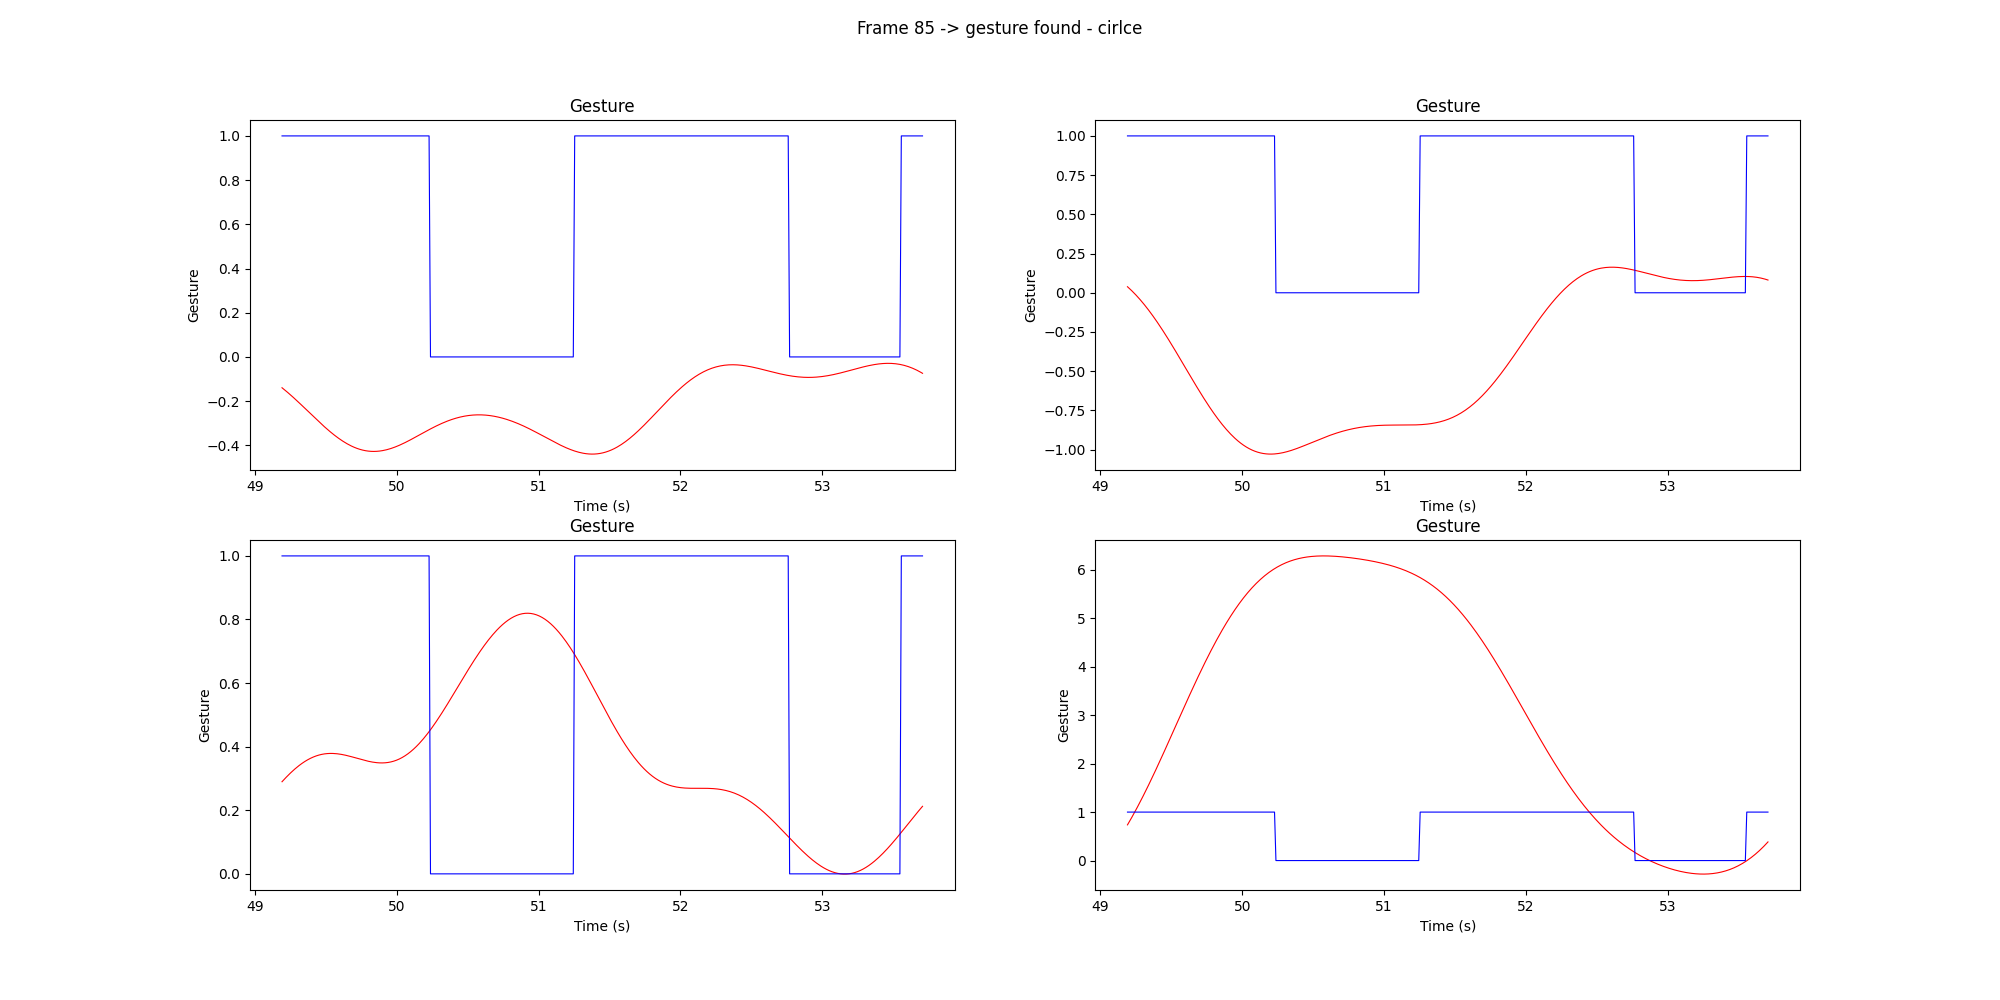 Frame 85 -> gesture found - cirlce
Gesture
1.0
0.8
0.6
0.4
0.2
0.0
−0.2
−0.4
Gesture
49 50 51 52 53
Time (s)
Gesture
1.00
0.75
0.50
0.25
0.00
−0.25
−0.50
−0.75
−1.00
Gesture
49 50 51 52 53
Time (s)
Gesture
1.0
0.8
0.6
0.4
0.2
0.0
Gesture
49 50 51 52 53
Time (s)
Gesture
6
5
4
3
2
1
0
Gesture
49 50 51 52 53
Time (s)